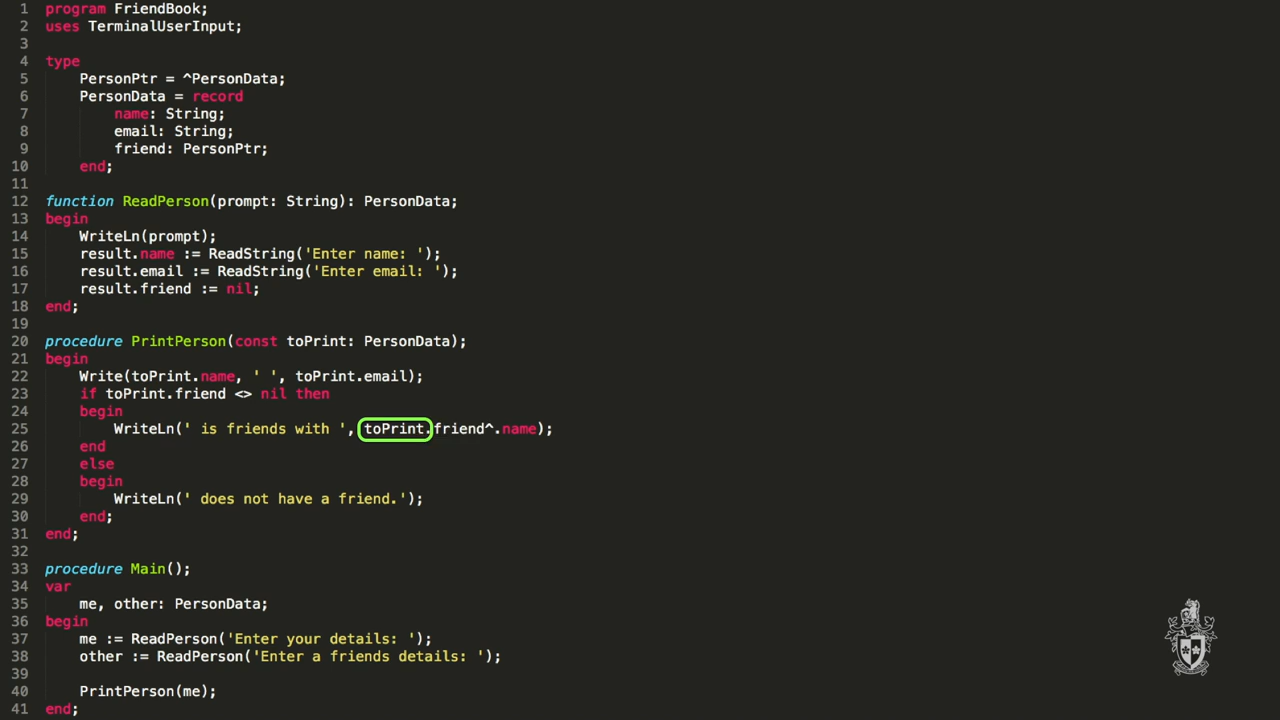 1 program FriendBook;
2 uses TerminalUserInput;
3
4 type
5     PersonPtr = ^PersonData;
6     PersonData = record
7         name: String;
8         email: String;
9         friend: PersonPtr;
10     end;
11
12 function ReadPerson(prompt: String): PersonData;
13 begin
14     WriteLn(prompt);
15     result.name := ReadString('Enter name: ');
16     result.email := ReadString('Enter email: ');
17     result.friend := nil;
18 end;
19
20 procedure PrintPerson(const toPrint: PersonData);
21 begin
22     Write(toPrint.name, ' ', toPrint.email);
23     if toPrint.friend <> nil then
24     begin
25         WriteLn(' is friends with ', toPrint.friend^.name);
26     end
27     else
28     begin
29         WriteLn(' does not have a friend.');
30     end;
31 end;
32
33 procedure Main();
34 var
35     me, other: PersonData;
36 begin
37     me := ReadPerson('Enter your details: ');
38     other := ReadPerson('Enter a friends details: ');
39
40     PrintPerson(me);
41 end;